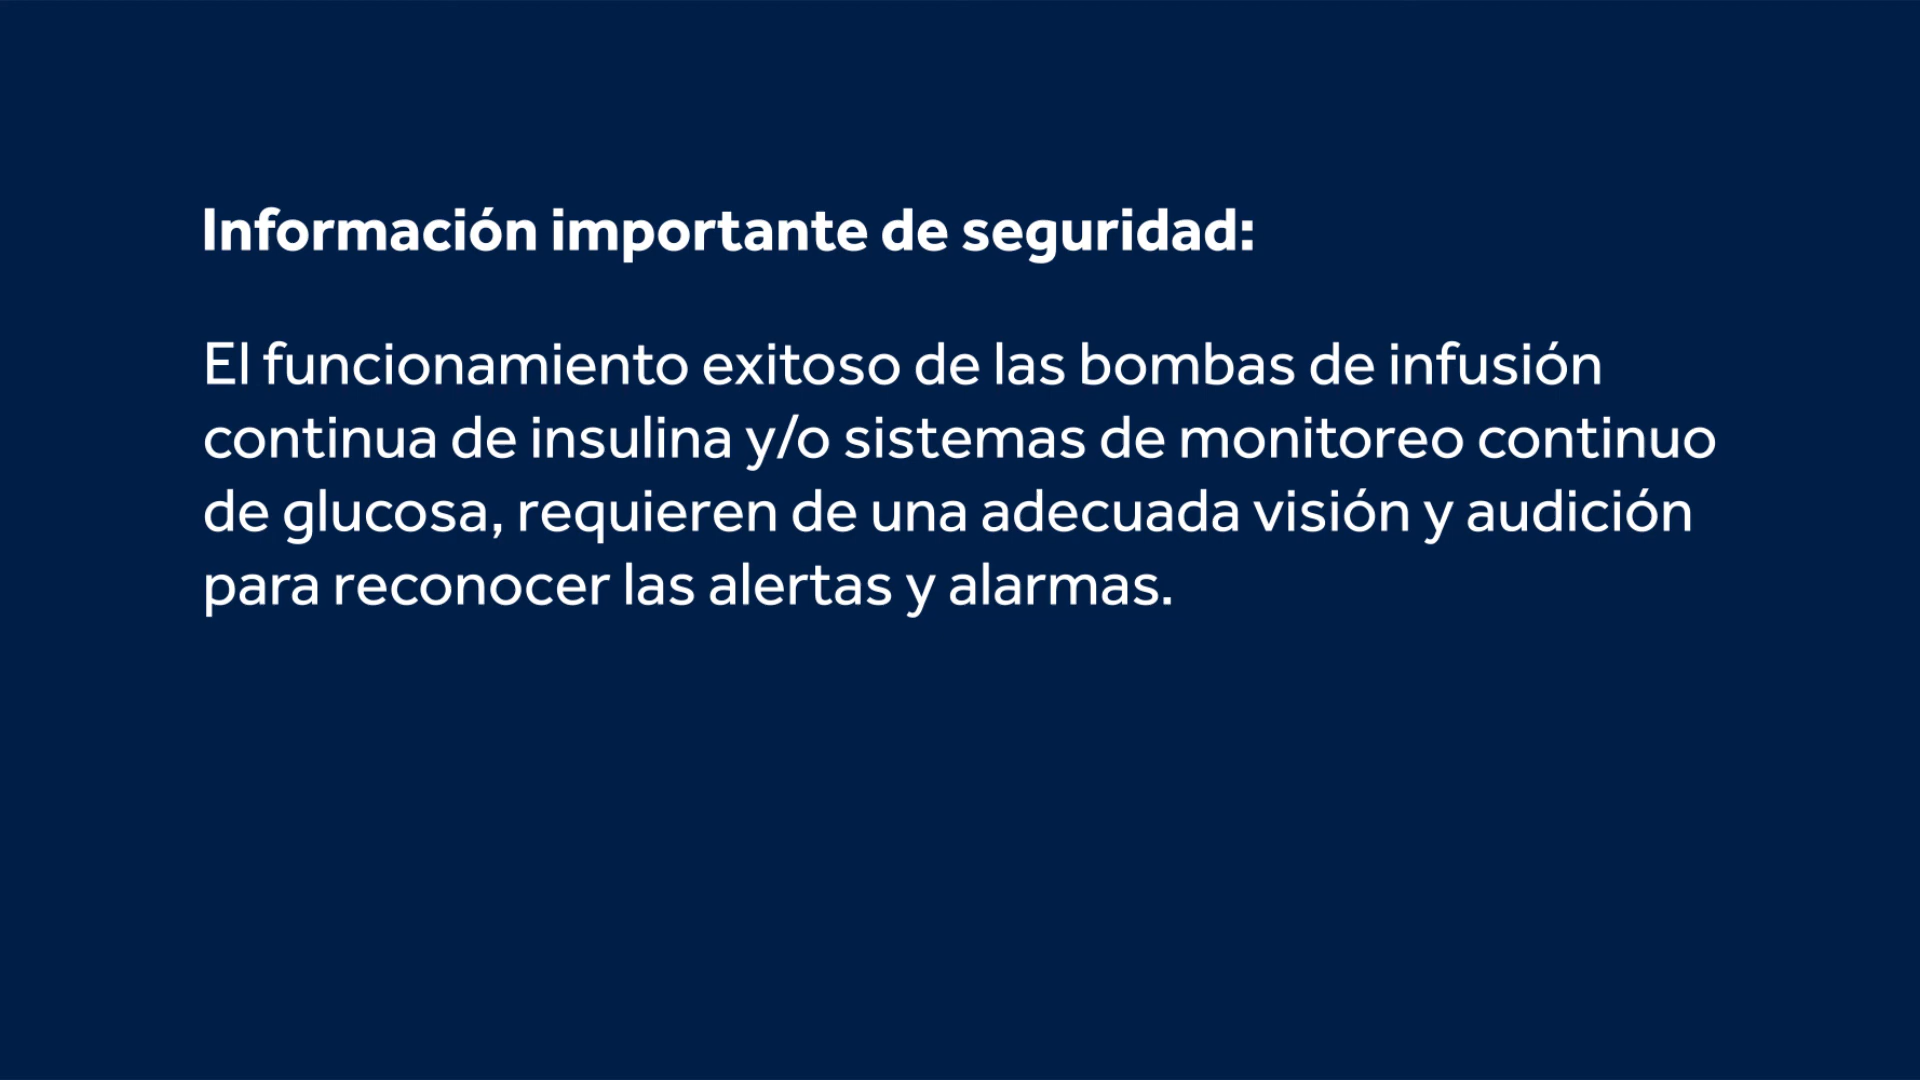 Información importante de seguridad:
El funcionamiento exitoso de las bombas de infusión
continua de insulina y/o sistemas de monitoreo continuo
de glucosa, requieren de una adecuada visión y audición
para reconocer las alertas y alarmas.